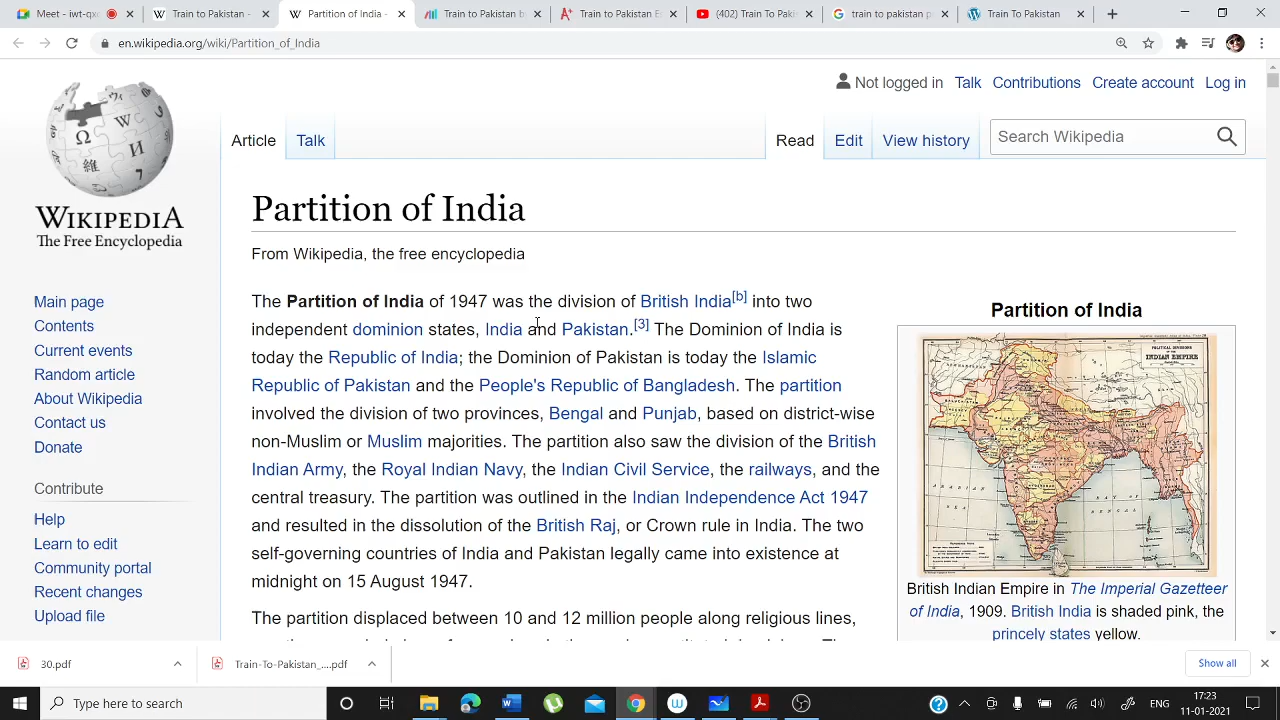 Meet - iwt-qx
Train to Pakistan -
Partition of India -
Train to Pakistan b
Train to Pakistan E
(402) Train To Pakis
train to pakistan p
Train To Pakistan
en.wikipedia.org/wiki/Partition_of_India
Not logged in Talk Contributions Create account Log in
Article Talk Read Edit View history Search Wikipedia
WIKIPEDIA
The Free Encyclopedia
Main page
Contents
Current events
Random article
About Wikipedia
Contact us
Donate
Contribute
Help
Learn to edit
Community portal
Recent changes
Upload file
Partition of India
From Wikipedia, the free encyclopedia
The Partition of India of 1947 was the division of British India[b] into two
independent dominion states, India and Pakistan.[3] The Dominion of India is
today the Republic of India; the Dominion of Pakistan is today the Islamic
Republic of Pakistan and the People's Republic of Bangladesh. The partition
involved the division of two provinces, Bengal and Punjab, based on district-wise
non-Muslim or Muslim majorities. The partition also saw the division of the British
Indian Army, the Royal Indian Navy, the Indian Civil Service, the railways, and the
central treasury. The partition was outlined in the Indian Independence Act 1947
and resulted in the dissolution of the British Raj, or Crown rule in India. The two
self-governing countries of India and Pakistan legally came into existence at
midnight on 15 August 1947.
The partition displaced between 10 and 12 million people along religious lines,
Partition of India
POLITICAL DIVISIONS
OF THE
INDIAN EMPIRE
British Indian Empire in The Imperial Gazetteer
of India, 1909. British India is shaded pink, the
princely states yellow.
30.pdf
Train-To-Pakistan_....pdf
Show all
Type here to search
ENG
17:23
11-01-2021